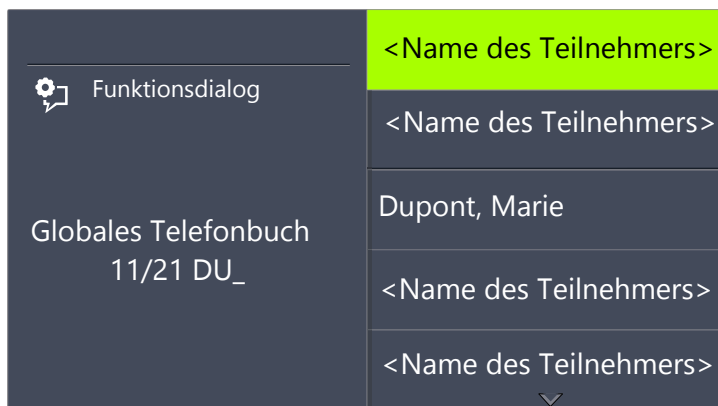 Funktionsdialog
Globales Telefonbuch
11/21 DU_
<Name des Teilnehmers>
<Name des Teilnehmers>
Dupont, Marie
<Name des Teilnehmers>
<Name des Teilnehmers>